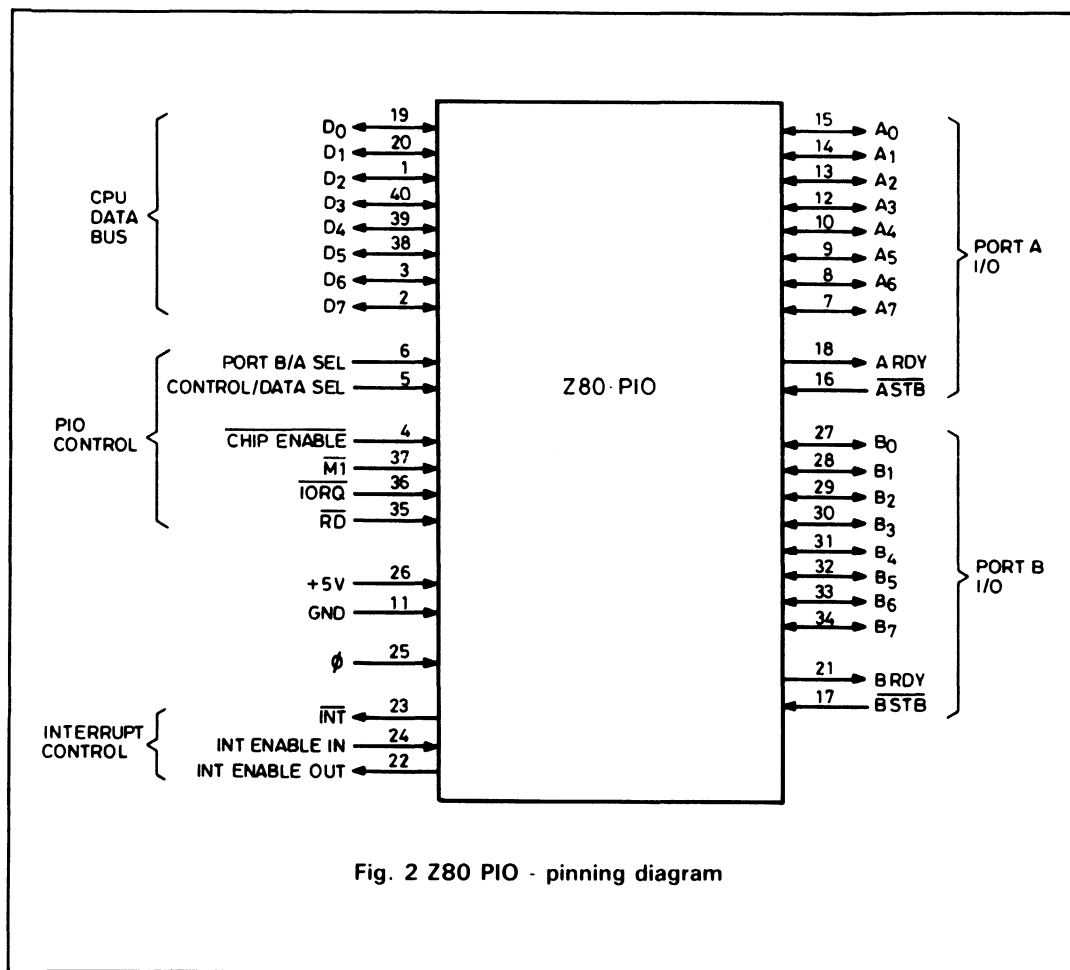 CPU
DATA
BUS
D0 19
D1 20
D2 1
D3 40
D4 39
D5 38
D6 3
D7 2
PIO
CONTROL
PORT B/A SEL 6
CONTROL/DATA SEL 5
CHIP ENABLE 4
M1 37
IORQ 36
RD 35
+5V 26
GND 11
ϕ 25
INTERRUPT
CONTROL
INT 23
INT ENABLE IN 24
INT ENABLE OUT 22
Z80·PIO
15 A0
14 A1
13 A2
12 A3
10 A4
9 A5
8 A6
7 A7
18 ARDY
16 ASTB
PORT A
I/O
27 B0
28 B1
29 B2
30 B3
31 B4
32 B5
33 B6
34 B7
21 BRDY
17 BSTB
PORT B
I/O
Fig. 2 Z80 PIO - pinning diagram